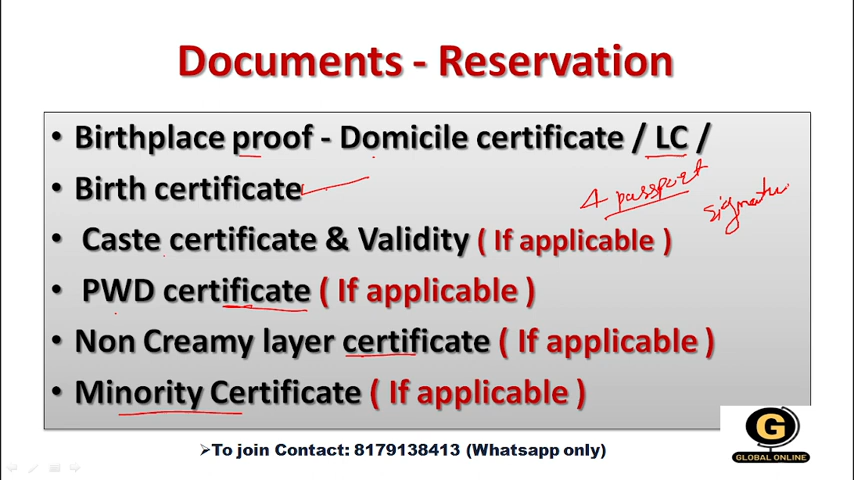 Documents - Reservation
• Birthplace proof - Domicile certificate / LC /
• Birth certificate
4 passport
signatu
• Caste certificate & Validity ( If applicable )
• PWD certificate ( If applicable )
• Non Creamy layer certificate ( If applicable )
• Minority Certificate ( If applicable )
G
GLOBAL ONLINE
➢To join Contact: 8179138413 (Whatsapp only)